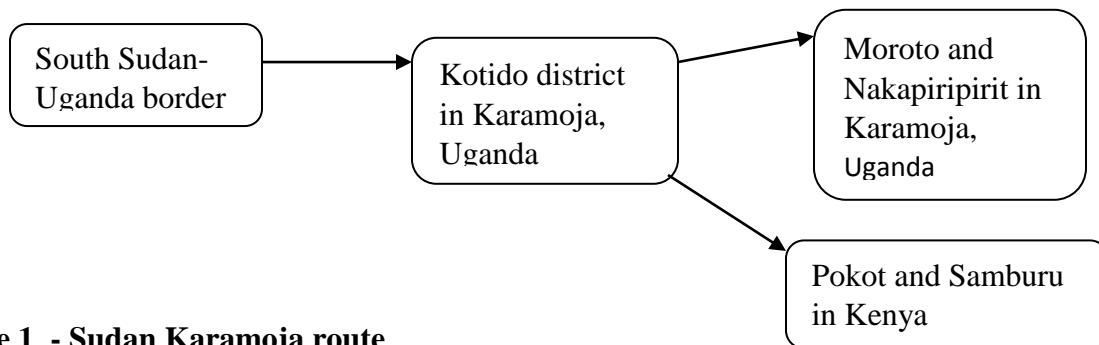 South Sudan-
Uganda border
Kotido district
in Karamoja,
Uganda
Moroto and
Nakapiripirit in
Karamoja,
Uganda
Pokot and Samburu
in Kenya
e 1 - Sudan Karamoja route